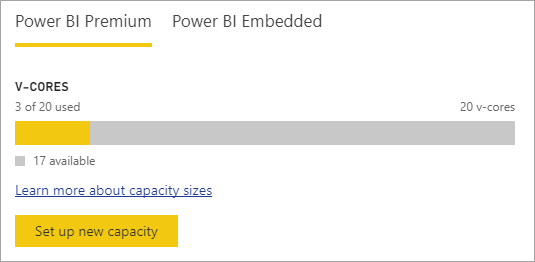 Power BI Premium Power BI Embedded
V-CORES
3 of 20 used 20 v-cores
17 available
Learn more about capacity sizes
Set up new capacity